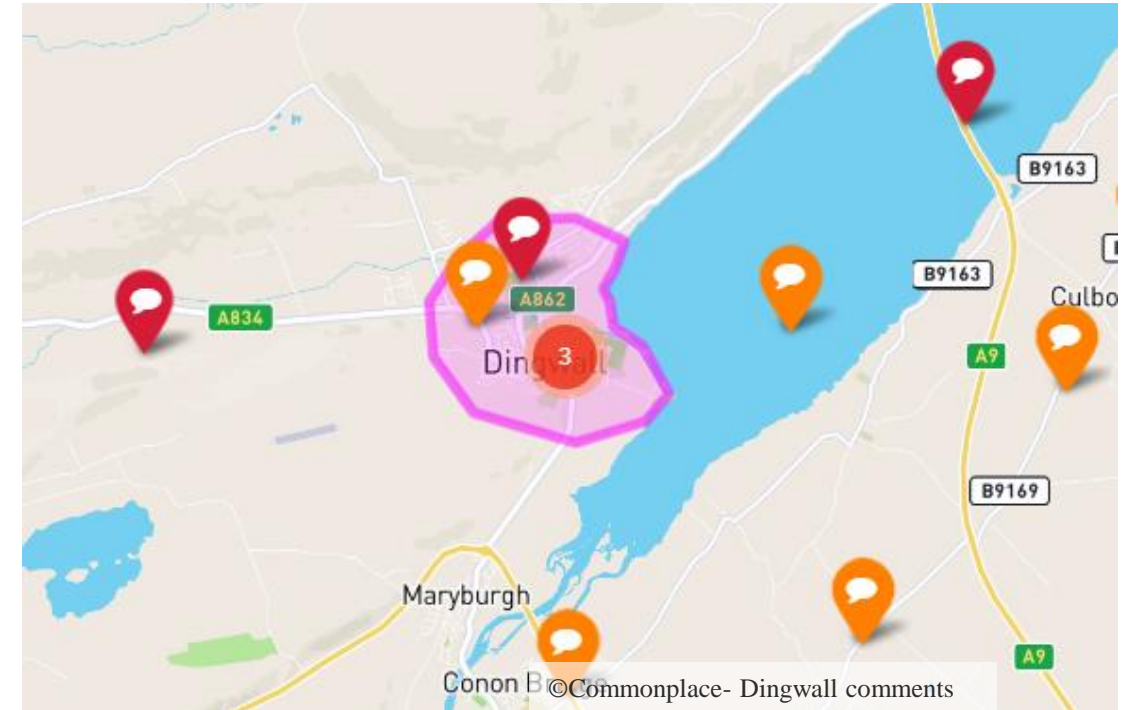 B9163
B9163
Culbo
A862
A834
3
Dingwall
A9
B9169
Maryburgh
A9
Conon B
©Commonplace- Dingwall comments